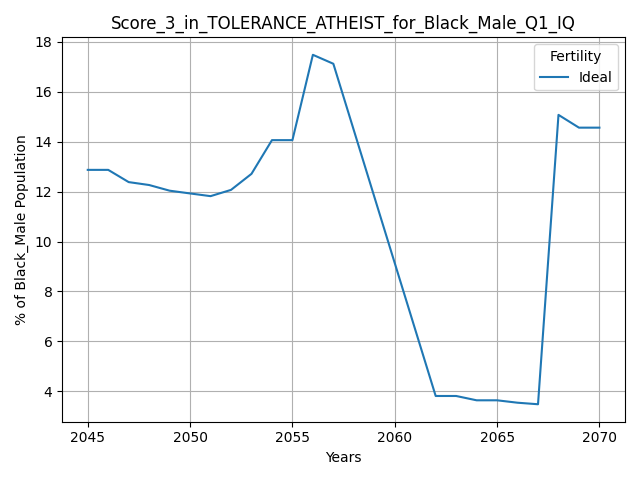 Score_3_in_TOLERANCE_ATHEIST_for_Black_Male_Q1_IQ
Fertility
Ideal
18
16
14
12
10
8
6
4
% of Black_Male Population
2045
2050
2055
2060
2065
2070
Years